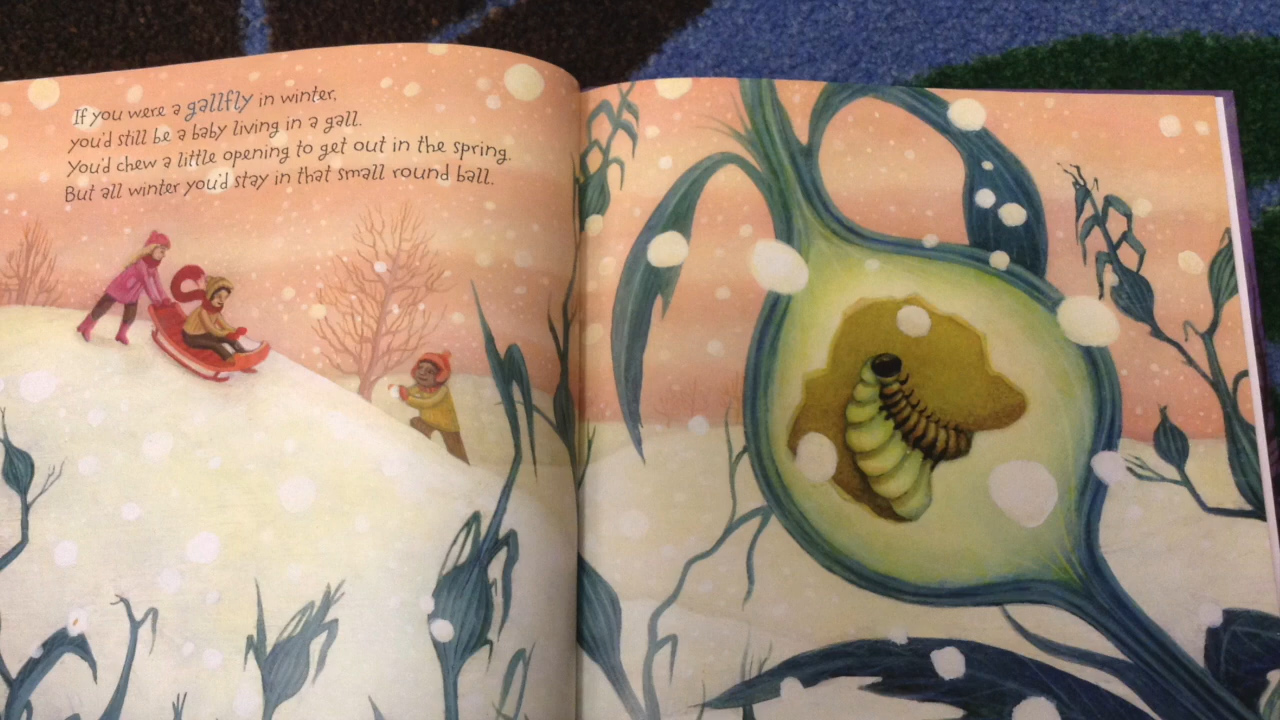 If you were a gallfly in winter,
you'd still be a baby living in a gall.
You'd chew a little opening to get out in the spring.
But all winter you'd stay in that small round ball.